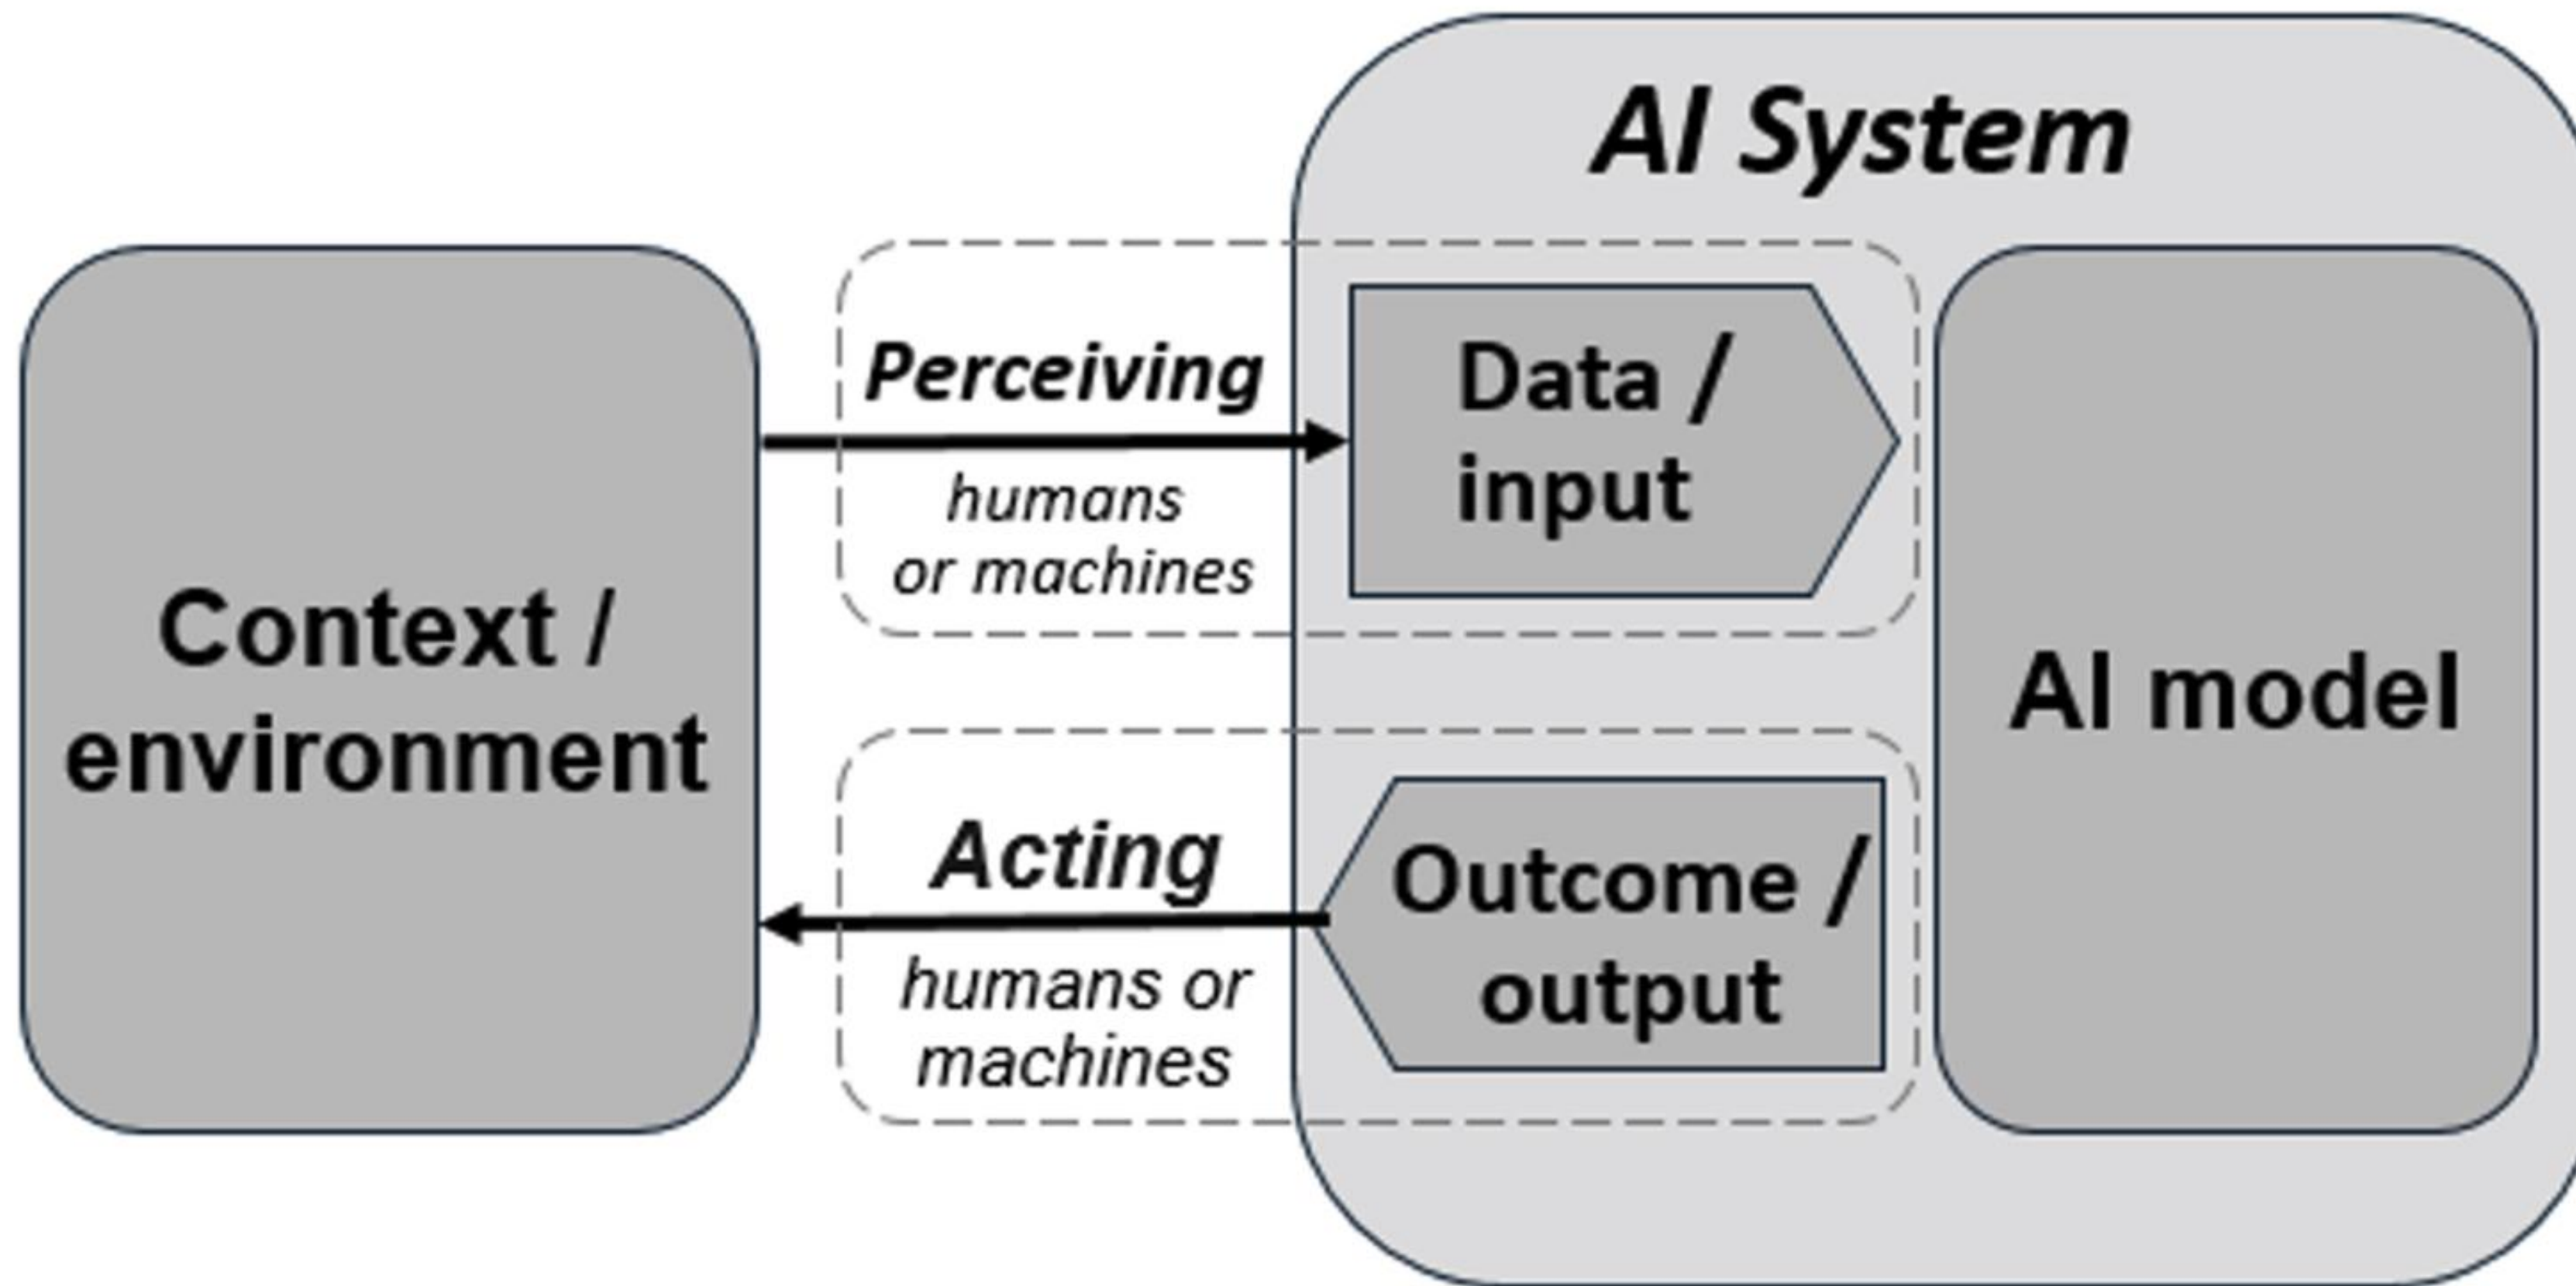 AI System
Context /
environment
Perceiving
humans
or machines
Data /
input
Acting
humans or
machines
Outcome /
output
AI model